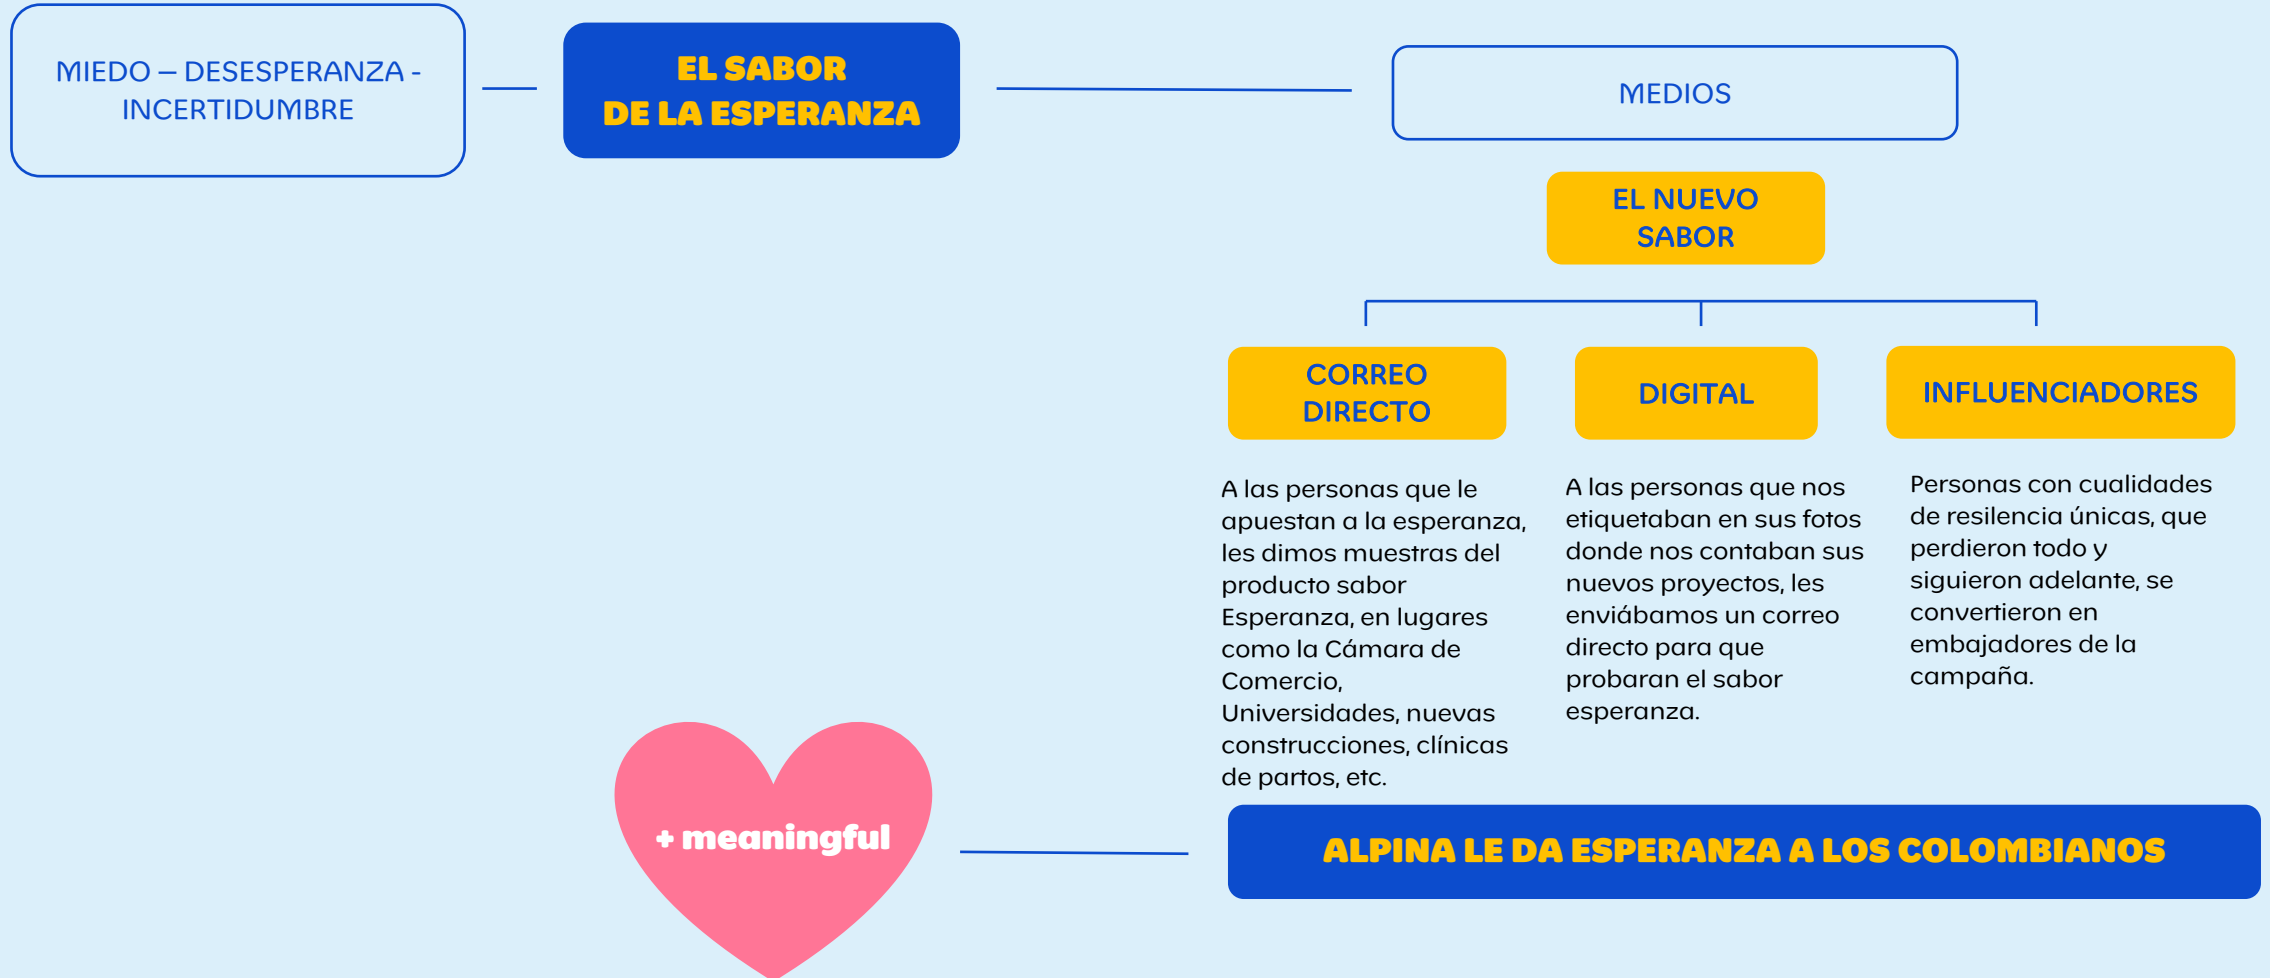 MIEDO – DESESPERANZA -
INCERTIDUMBRE
EL SABOR
DE LA ESPERANZA
MEDIOS
EL NUEVO
SABOR
CORREO
DIRECTO
A las personas que le
apuestan a la esperanza,
les dimos muestras del
producto sabor
Esperanza, en lugares
como la Cámara de
Comercio,
Universidades, nuevas
construcciones, clínicas
de partos, etc.
DIGITAL
A las personas que nos
etiquetaban en sus fotos
donde nos contaban sus
nuevos proyectos, les
enviábamos un correo
directo para que
probaran el sabor
esperanza.
INFLUENCIADORES
Personas con cualidades
de resilencia únicas, que
perdieron todo y
siguieron adelante, se
convertieron en
embajadores de la
campaña.
+ meaningful
ALPINA LE DA ESPERANZA A LOS COLOMBIANOS